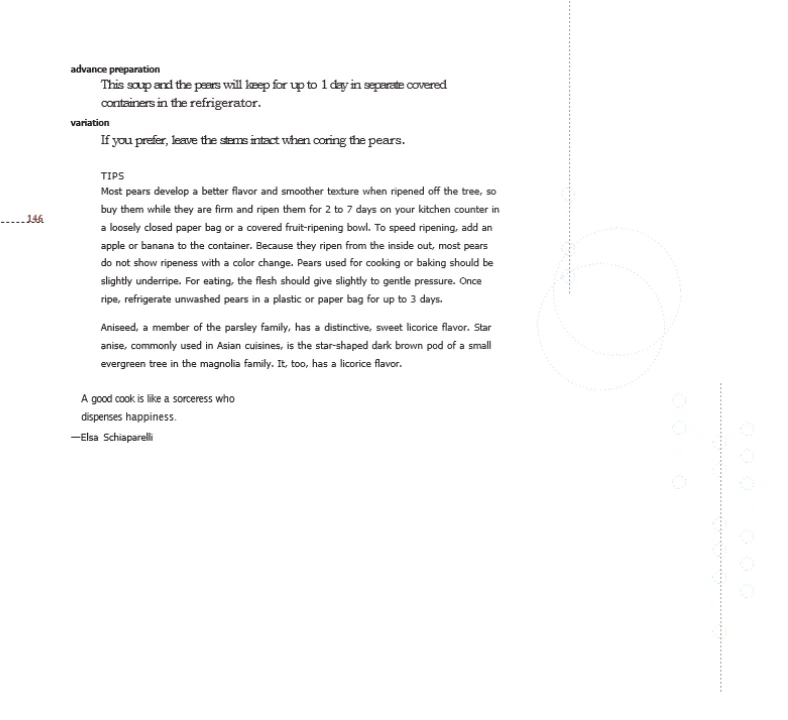 advance preparation
This soup and the pears will keep for up to 1 day in separate covered
containers in the refrigerator.
variation
If you prefer, leave the stems intact when coring the pears.
TIPS
Most pears develop a better flavor and smoother texture when ripened off the tree, so
buy them while they are firm and ripen them for 2 to 7 days on your kitchen counter in
146
a loosely closed paper bag or a covered fruit-ripening bowl. To speed ripening, add an
apple or banana to the container. Because they ripen from the inside out, most pears
do not show ripeness with a color change. Pears used for cooking or baking should be
slightly underripe. For eating, the flesh should give slightly to gentle pressure. Once
ripe, refrigerate unwashed pears in a plastic or paper bag for up to 3 days.
Aniseed, a member of the parsley family, has a distinctive, sweet licorice flavor. Star
anise, commonly used in Asian cuisines, is the star-shaped dark brown pod of a small
evergreen tree in the magnolia family. It, too, has a licorice flavor.
A good cook is like a sorceress who
dispenses happiness.
—Elsa Schiaparelli